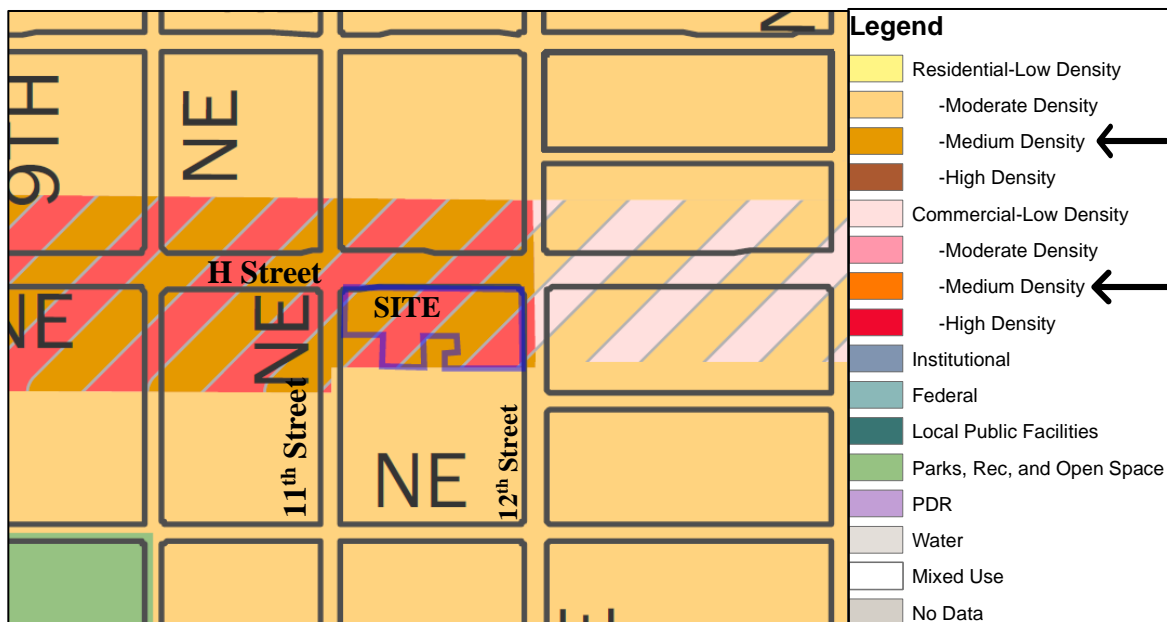 9TH
NE
H Street
NE
NE
SITE
11th Street
12th Street
NE
Legend
Residential-Low Density
-Moderate Density
-Medium Density
-High Density
Commercial-Low Density
-Moderate Density
-Medium Density
-High Density
Institutional
Federal
Local Public Facilities
Parks, Rec, and Open Space
PDR
Water
Mixed Use
No Data